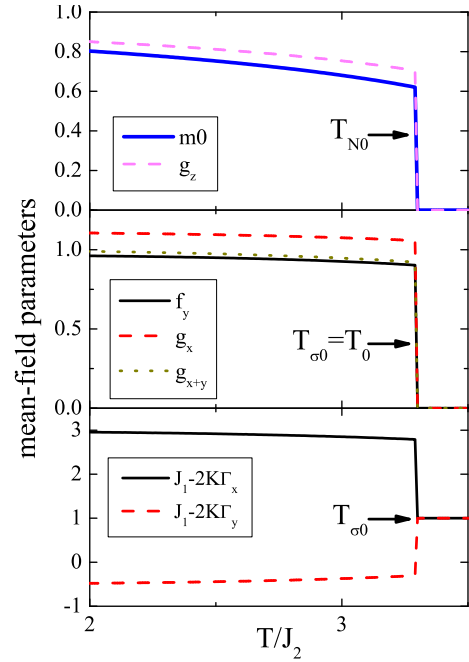 1.0
0.8
0.6
0.4
0.2
0.0
m0
g_z
T_N0
1.0
0.5
0.0
f_y
g_x
g_x+y
T_σ0=T_0
3
2
1
0
-1
J_1-2KΓ_x
J_1-2KΓ_y
T_σ0
2
3
T/J_2
mean-field parameters